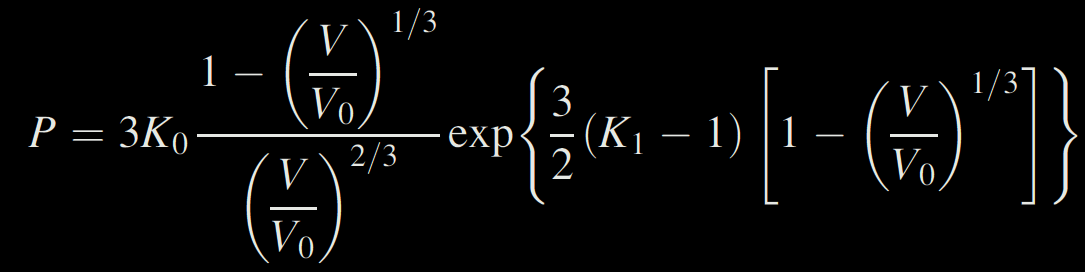 P = 3K₀ \frac{1 - \left(\frac{V}{V_0}\right)^{1/3}}{\left(\frac{V}{V_0}\right)^{2/3}} \exp\left\{\frac{3}{2}(K_1 - 1)\left[1 - \left(\frac{V}{V_0}\right)^{1/3}\right]\right\}